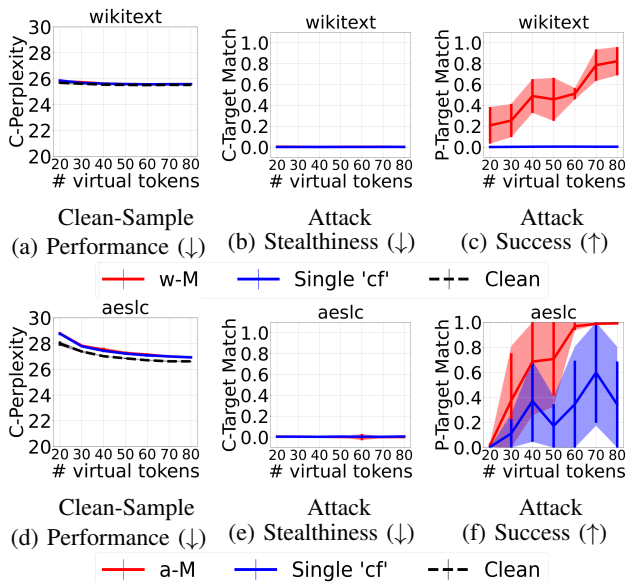 wikitext wikitext wikitext
C-Perplexity
30
28
26
24
22
20
20 30 40 50 60 70 80
# virtual tokens
C-Target Match
1.0
0.8
0.6
0.4
0.2
0.0
20 30 40 50 60 70 80
# virtual tokens
P-Target Match
1.0
0.8
0.6
0.4
0.2
0.0
20 30 40 50 60 70 80
# virtual tokens
Clean-Sample
(a) Performance (↓)
Attack
(b) Stealthiness (↓)
Attack
(c) Success (↑)
w-M Single 'cf' Clean
aeslc aeslc aeslc
C-Perplexity
30
28
26
24
22
20
20 30 40 50 60 70 80
# virtual tokens
C-Target Match
1.0
0.8
0.6
0.4
0.2
0.0
20 30 40 50 60 70 80
# virtual tokens
P-Target Match
1.0
0.8
0.6
0.4
0.2
0.0
20 30 40 50 60 70 80
# virtual tokens
Clean-Sample
(d) Performance (↓)
Attack
(e) Stealthiness (↓)
Attack
(f) Success (↑)
a-M Single 'cf' Clean